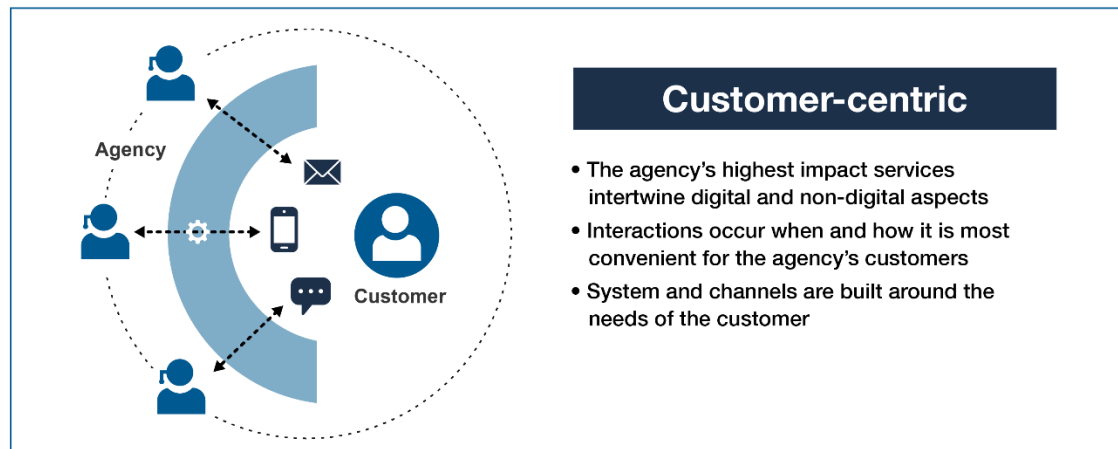 Agency
Customer
Customer-centric
• The agency’s highest impact services
intertwine digital and non-digital aspects
• Interactions occur when and how it is most
convenient for the agency’s customers
• System and channels are built around the
needs of the customer